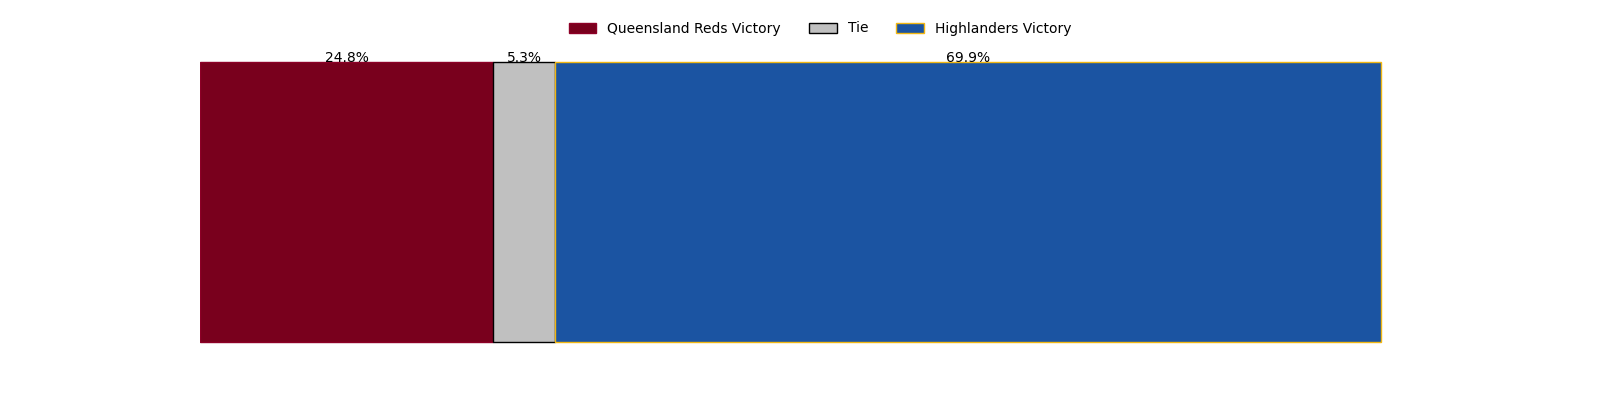 Queensland Reds Victory Tie Highlanders Victory
24.8% 5.3% 69.9%